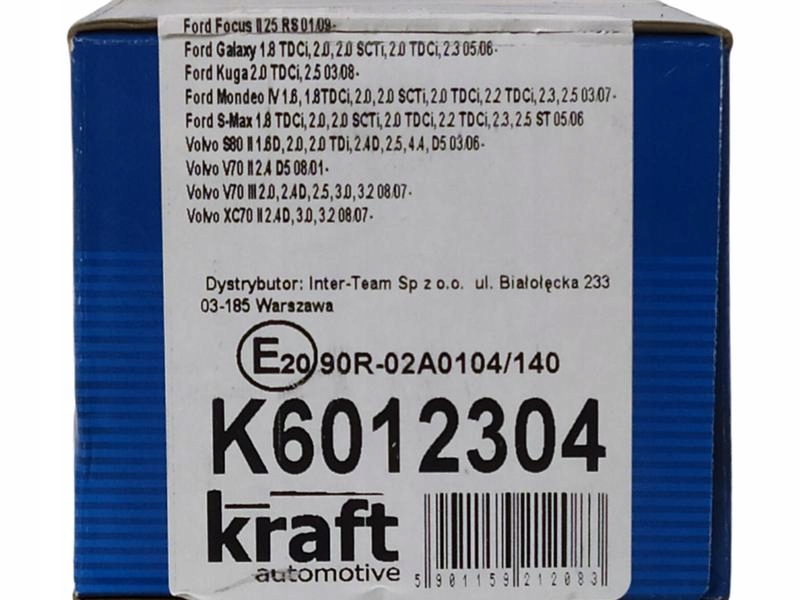 Ford Focus II 2.5 RS 01/09-
Ford Galaxy 1.8 TDCi, 2.0, 2.0 SCTi, 2.0 TDCi, 2.3 05.06-
Ford Kuga 2.0 TDCi, 2.5 03/08-
Ford Mondeo IV 1.6, 1.8TDCi, 2.0, 2.0 SCTi, 2.0 TDCi, 2.2 TDCi, 2.3, 2.5 03.07-
Ford S-Max 1.8 TDCi, 2.0, 2.0 SCTi, 2.0 TDCi, 2.2 TDCi, 2.3, 2.5 ST 05.06
Volvo S80 II 1.6D, 2.0, 2.0 TDi, 2.4D, 2.5, 4.4, D5 03.06-
Volvo V70 II 2.4 D5 08.01-
Volvo V70 III 2.0, 2.4D, 2.5, 3.0, 3.2 08.07-
Volvo XC70 II 2.4D, 3.0, 3.2 08.07-
Dystrybutor: Inter-Team Sp z o.o. ul. Białołęcka 233
03-185 Warszawa
E20 90R-02A0104/140
K6012304
kraft
automotive
5 901159 212083